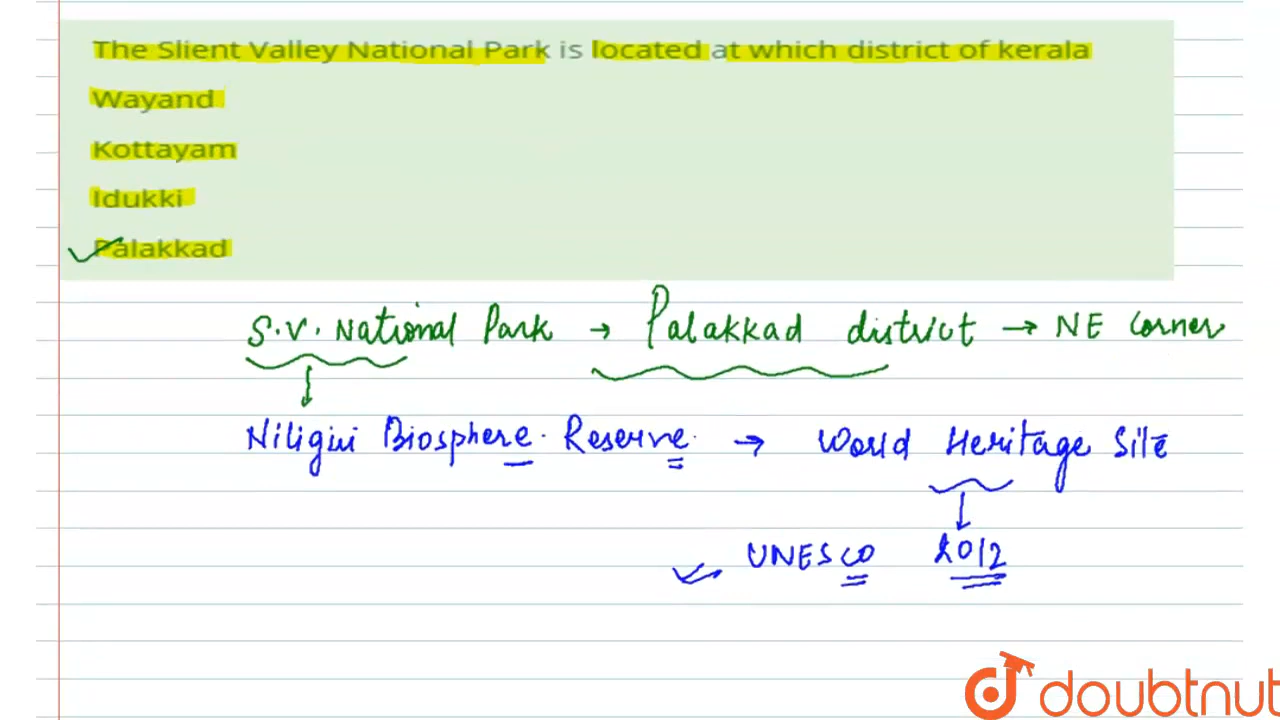 The Slient Valley National Park is located at which district of kerala
Wayand
Kottayam
Idukki
Palakkad
S.V. National Park → Palakkad district → NE Corner
Niligiri Biosphere Reserve → World Heritage Site
UNESCO 2012
doubtnut